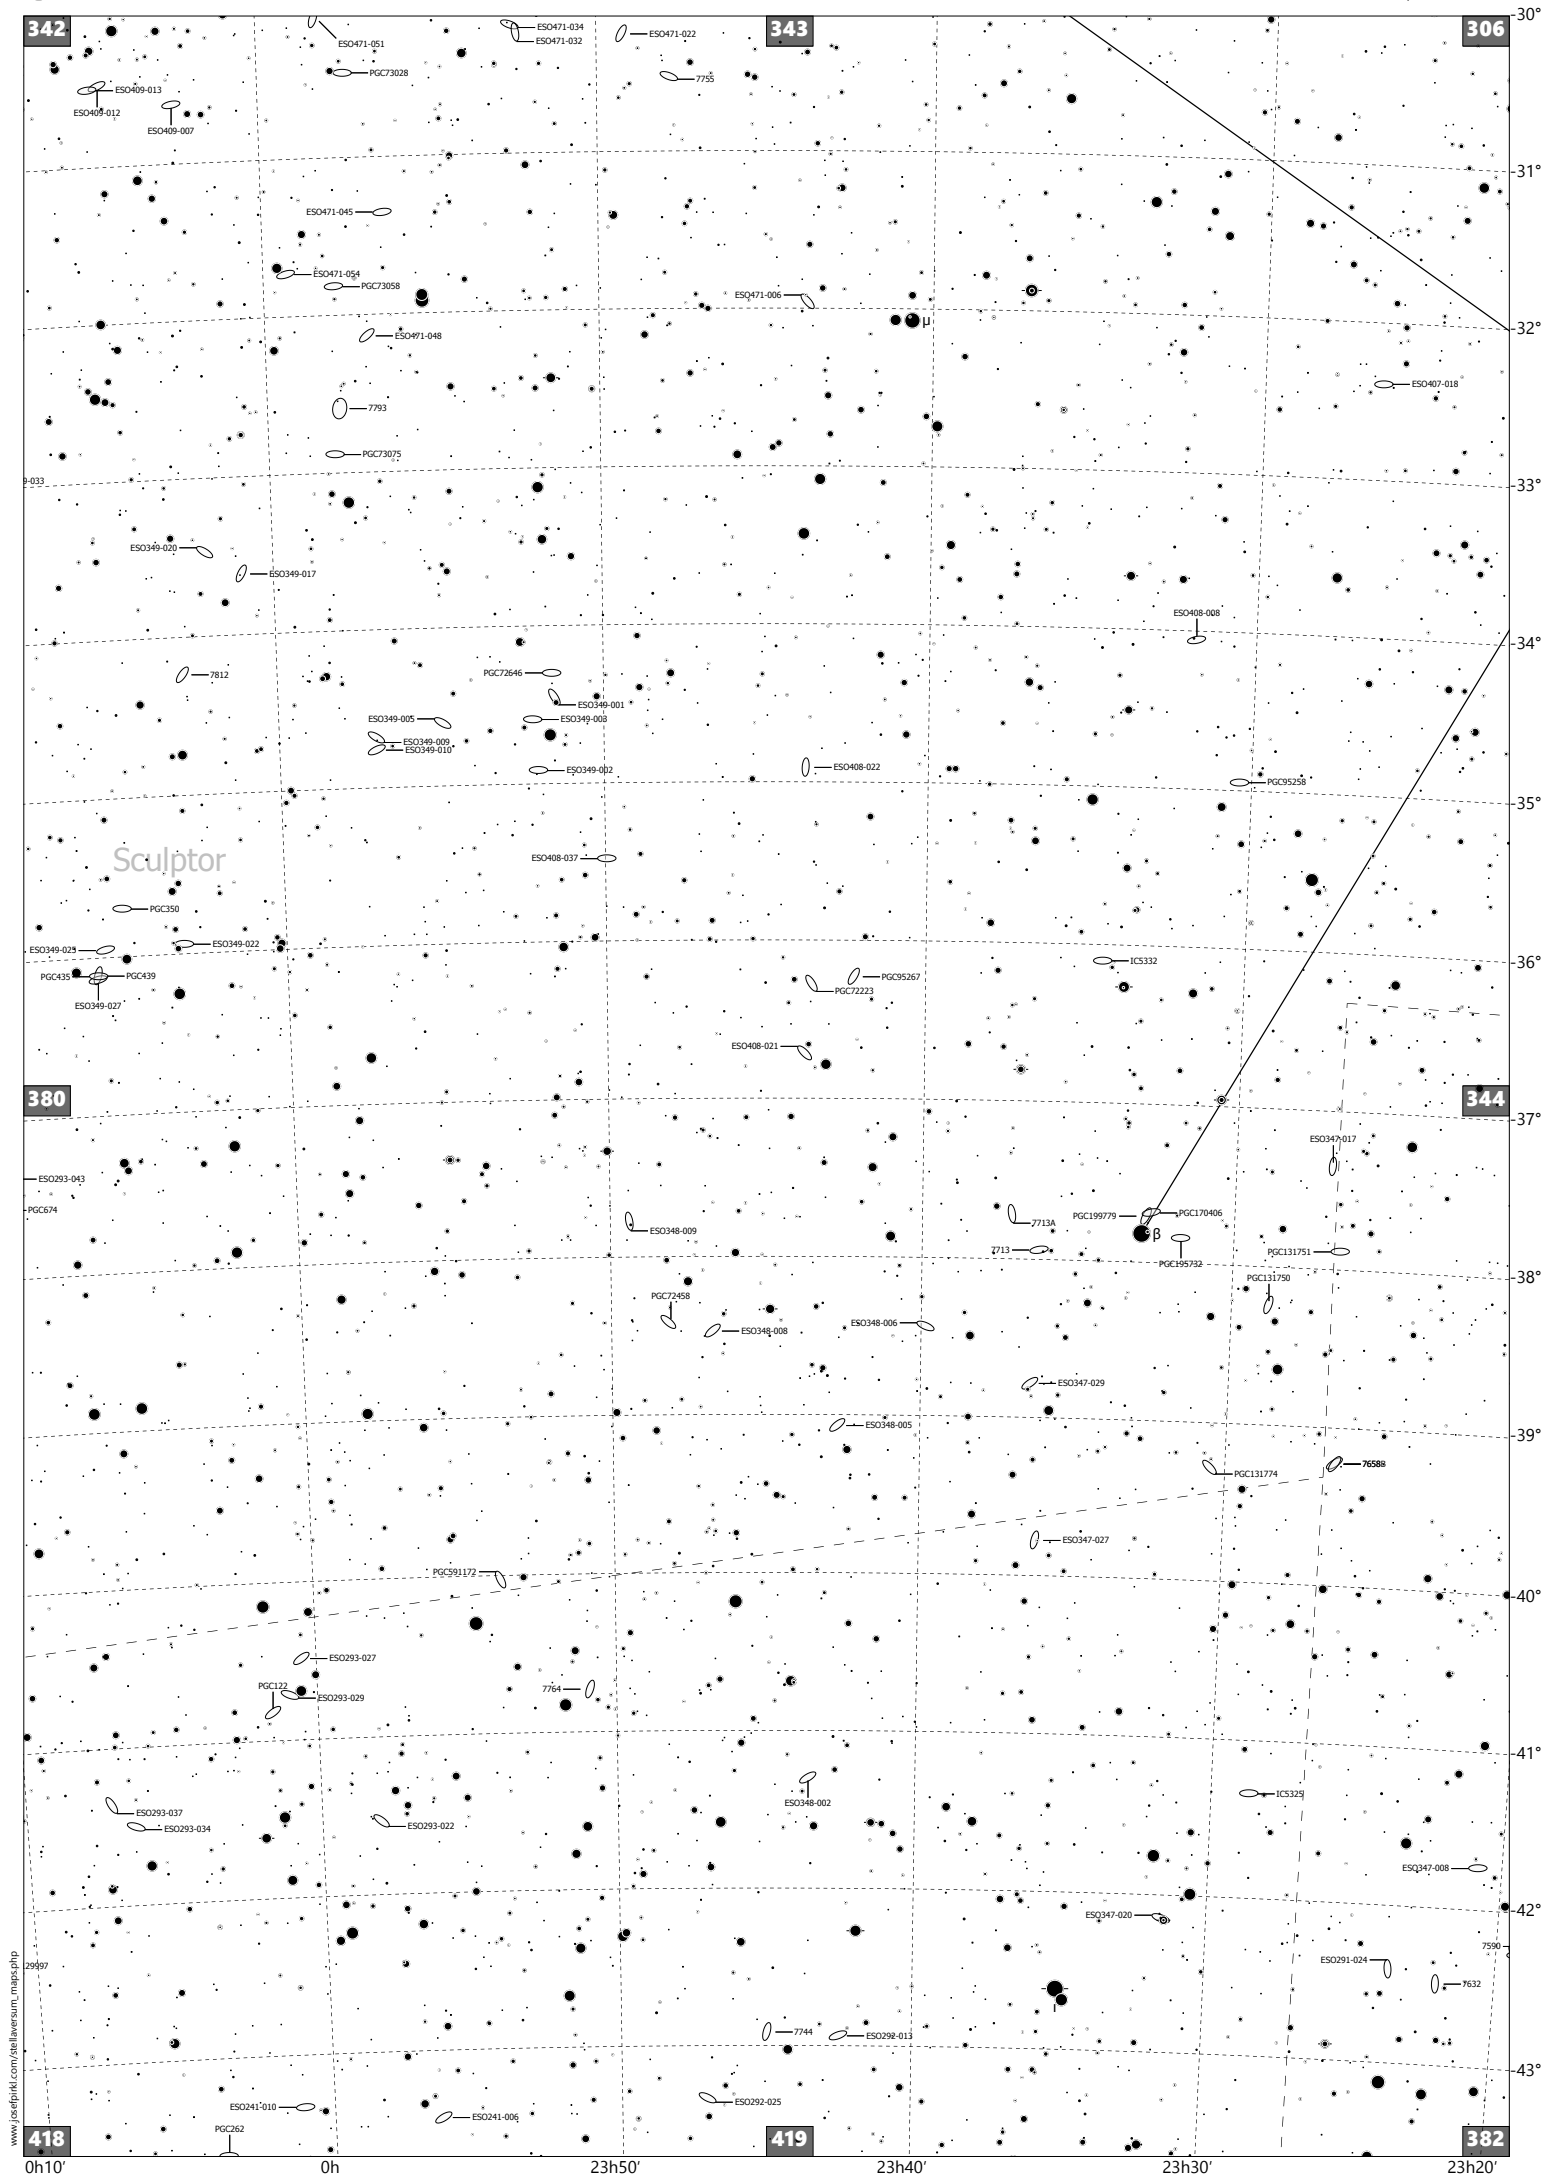 342
343
306
30°
ESO471-051
ESO471-034
ESO471-032
ESO471-022
PGC73028
7755
ESO409-013
ESO409-012
ESO409-007
31°
ESO471-045
ESO471-054
PGC73058
ESO471-006
μ
32°
ESO471-048
ESO407-018
7793
PGC73075
9-033
33°
ESO349-020
ESO349-017
ESO408-008
34°
7812
PGC72646
ESO349-001
ESO349-005
ESO349-003
ESO349-009
ESO349-010
ESO349-002
ESO408-022
PGC95258
35°
Sculptor
ESO408-037
PGC350
ESO349-025
ESO349-022
IC5332
36°
PGC435
PGC439
PGC95267
PGC72223
ESO349-027
ESO408-021
380
344
37°
ESO347-017
ESO293-043
PGC674
PGC199779
PGC170406
7713A
ESO348-009
β
7713
PGC131751
PGC195732
38°
PGC131750
PGC72458
ESO348-008
ESO348-006
ESO347-029
ESO348-005
39°
PGC131774
ESO347-027
PGC591172
40°
ESO293-027
PGC122
7764
ESO293-029
41°
IC5325
ESO348-002
ESO293-037
ESO293-022
ESO293-034
ESO347-008
42°
ESO347-020
7590
ESO291-024
29997
7632
ι
7744
ESO292-013
43°
ESO292-025
ESO241-010
ESO241-006
PGC262
418
419
382
0h10'
0h
23h50'
23h40'
23h30'
23h20'
www.josefpirkl.com/stellaversum_maps.php